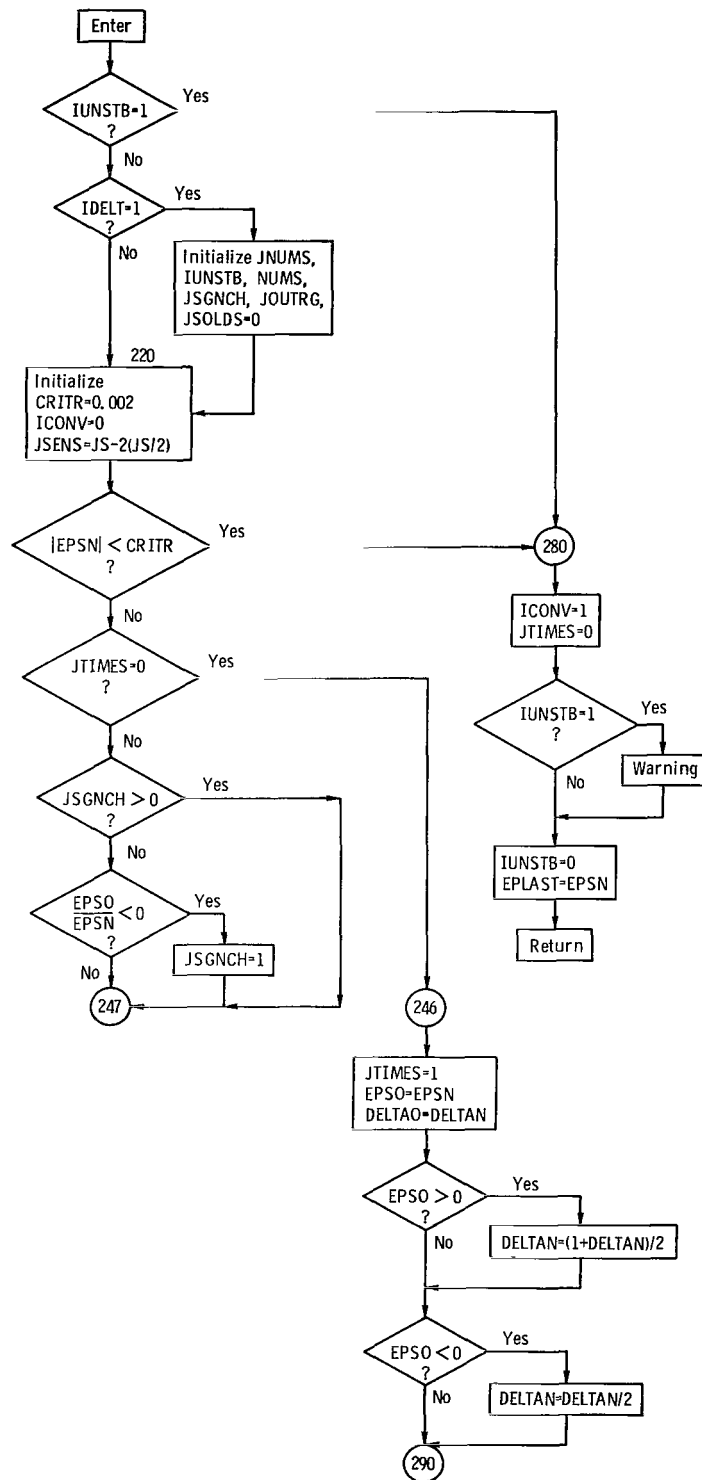 Enter
IUNSTB=1
?
Yes
No
IDELT=1
?
Yes
No
Initialize JNUMS,
IUNSTB, NUMS,
JSGNCH, JOUTRG,
JSOLDS=0
220
Initialize
CRITR=0.002
ICONV=0
JSENS=JS-2(JS/2)
|EPSN| < CRITR
?
Yes
No
280
ICONV=1
JTIMES=0
JTIMES=0
?
Yes
No
IUNSTB=1
?
Yes
No
Warning
JSGNCH > 0
?
Yes
No
IUNSTB=0
EPLAST=EPSN
EPSO
EPSN < 0
?
Yes
No
JSGNCH=1
Return
247
246
JTIMES=1
EPSO=EPSN
DELTAO=DELTAN
EPSO > 0
?
Yes
No
DELTAN=(1+DELTAN)/2
EPSO < 0
?
Yes
No
DELTAN=DELTAN/2
290